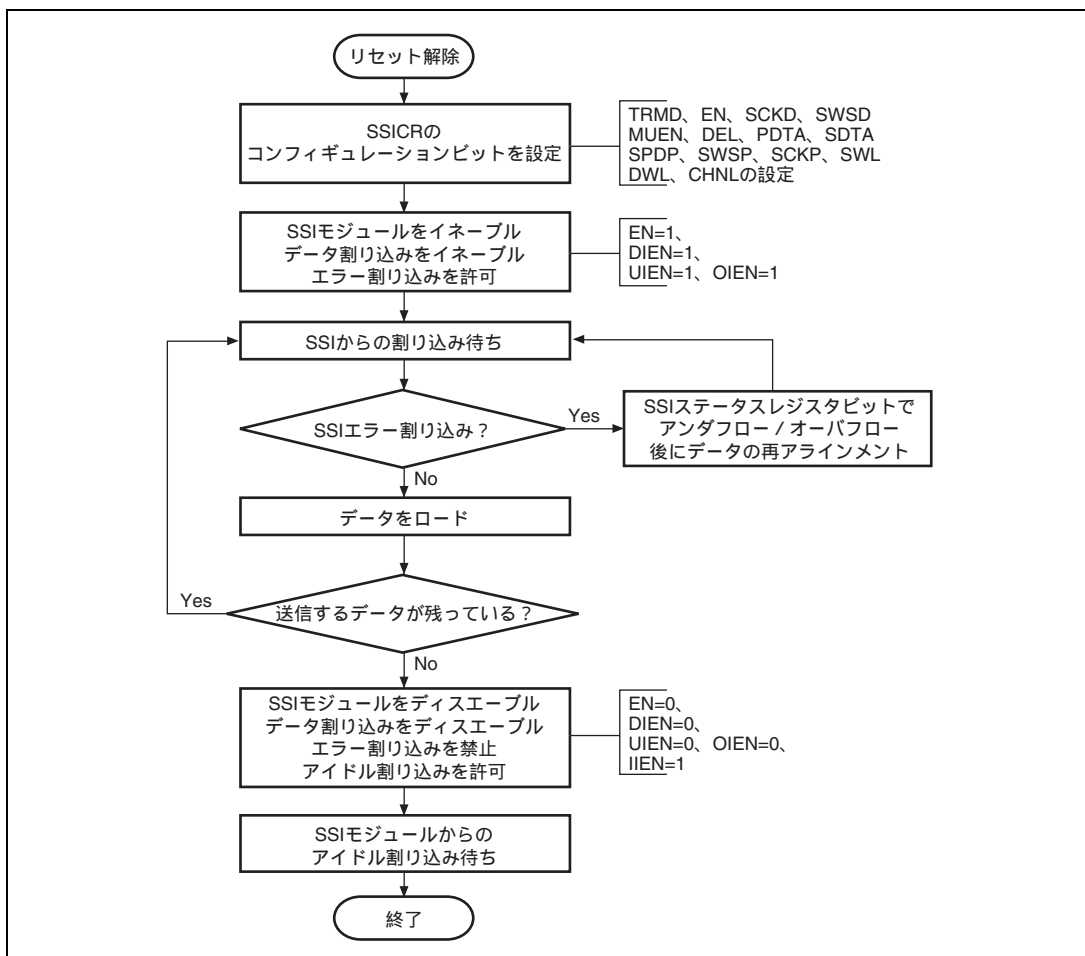 リセット解除
SSICRの
コンフィギュレーションビットを設定
TRMD、EN、SCKD、SWSD
MUEN、DEL、PDTA、SDTA
SPDP、SWSP、SCKP、SWL
DWL、CHNLの設定
SSIモジュールをイネーブル
データ割り込みをイネーブル
エラー割り込みを許可
EN=1、
DIEN=1、
UIEN=1、OIEN=1
SSIからの割り込み待ち
SSIエラー割り込み？
Yes
SSIステータスレジスタビットで
アンダフロー / オーバフロー
後にデータの再アラインメント
No
データをロード
送信するデータが残っている？
Yes
No
SSIモジュールをディスエーブル
データ割り込みをディスエーブル
エラー割り込みを禁止
アイドル割り込みを許可
EN=0、
DIEN=0、
UIEN=0、OIEN=0、
IIEN=1
SSIモジュールからの
アイドル割り込み待ち
終了